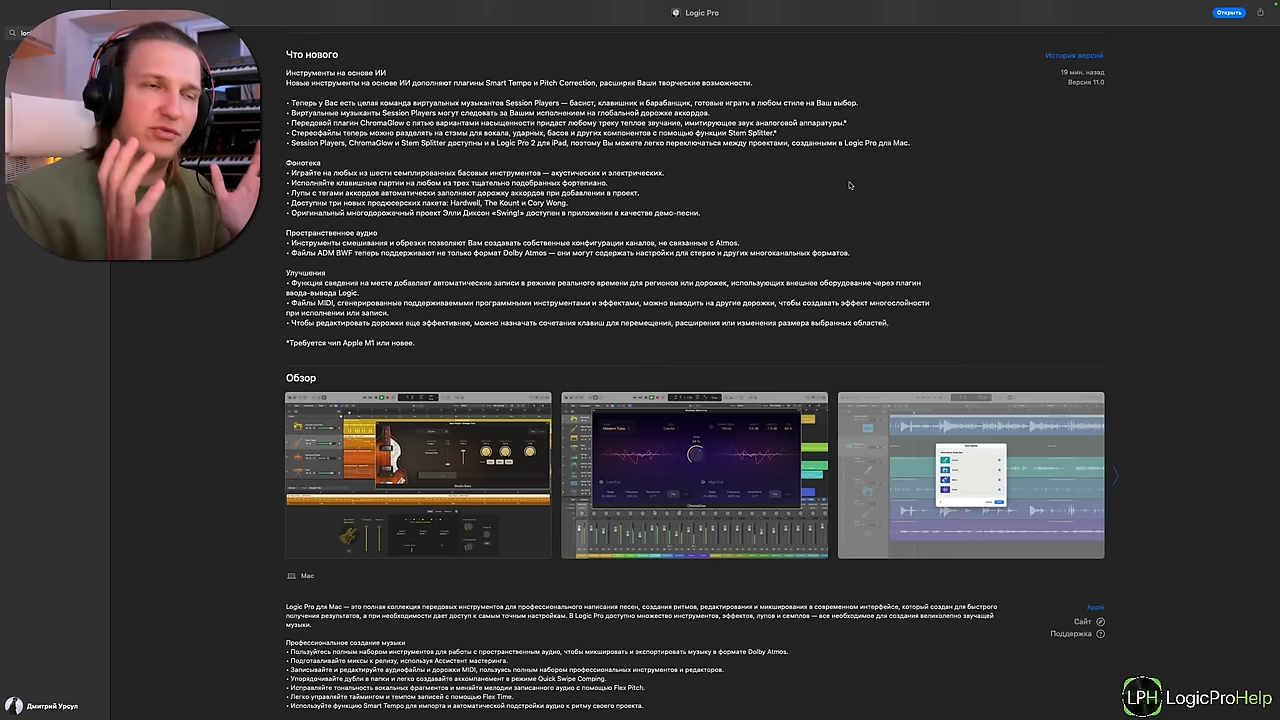 Logic Pro
Открыть
Что нового
История версий
Инструменты на основе ИИ
19 мин. назад
Новые инструменты на основе ИИ дополняют плагины Smart Tempo и Pitch Correction, расширяя Ваши творческие возможности.
Версия 11.0
• Теперь у Вас есть целая команда виртуальных музыкантов Session Players — басист, клавишник и барабанщик, готовые играть в любом стиле на Ваш выбор.
• Виртуальные музыканты Session Players могут следовать за Вашим исполнением на глобальной дорожке аккордов.
• Передовой плагин ChromaGlow с пятью вариантами насыщенности придаст любому треку теплое звучание, имитирующее звук аналоговой аппаратуры.*
• Стереофайлы теперь можно разделять на стэмы для вокала, ударных, басов и других компонентов с помощью функции Stem Splitter.*
• Session Players, ChromaGlow и Stem Splitter доступны и в Logic Pro 2 для iPad, поэтому Вы можете легко переключаться между проектами, созданными в Logic Pro для Mac.
Фонотека
• Играйте на любых из шести семплированных басовых инструментов — акустических и электрических.
• Исполняйте клавишные партии на любом из трех тщательно подобранных фортепиано.
• Лупы с тегами аккордов автоматически заполняют дорожку аккордов при добавлении в проект.
• Доступны три новых продюсерских пакета: Hardwell, The Kount и Cory Wong.
• Оригинальный многодорожечный проект Элли Диксон «Swing!» доступен в приложении в качестве демо-песни.
Пространственное аудио
• Инструменты смешивания и обрезки позволяют Вам создавать собственные конфигурации каналов, не связанные с Atmos.
• Файлы ADM BWF теперь поддерживают не только формат Dolby Atmos — они могут содержать настройки для стерео и других многоканальных форматов.
Улучшения
• Функция сведения на месте добавляет автоматические записи в режиме реального времени для регионов или дорожек, использующих внешнее оборудование через плагин
ввода-вывода Logic.
• Файлы MIDI, сгенерированные поддерживаемыми программными инструментами и эффектами, можно выводить на другие дорожки, чтобы создавать эффект многослойности
при исполнении или записи.
• Чтобы редактировать дорожки еще эффективнее, можно назначать сочетания клавиш для перемещения, расширения или изменения размера выбранных областей.
*Требуется чип Apple M1 или новее.
Обзор
Mac
Logic Pro для Mac — это полная коллекция передовых инструментов для профессионального написания песен, создания ритмов, редактирования и микширования в современном интерфейсе, который создан для быстрого
Apple
получения результатов, а при необходимости дает доступ к самым точным настройкам. В Logic Pro доступно множество инструментов, эффектов, лупов и семплов — все необходимое для создания великолепно звучащей
Сайт
музыки.
Поддержка
Профессиональное создание музыки
• Пользуйтесь полным набором инструментов для работы с пространственным аудио, чтобы микшировать и экспортировать музыку в формате Dolby Atmos.
• Подготавливайте миксы к релизу, используя Ассистент мастеринга.
• Записывайте и редактируйте аудиофайлы и дорожки MIDI, пользуясь полным набором профессиональных инструментов и редакторов.
• Упорядочивайте дубли в папки и легко создавайте аккомпанемент в режиме Quick Swipe Comping.
• Исправляйте тональность вокальных фрагментов и меняйте мелодии записанного аудио с помощью Flex Pitch.
• Легко управляйте таймингом и темпом записей с помощью Flex Time.
• Используйте функцию Smart Tempo для импорта и автоматической подстройки аудио к ритму своего проекта.
Дмитрий Урсул
LPH LogicProHelp